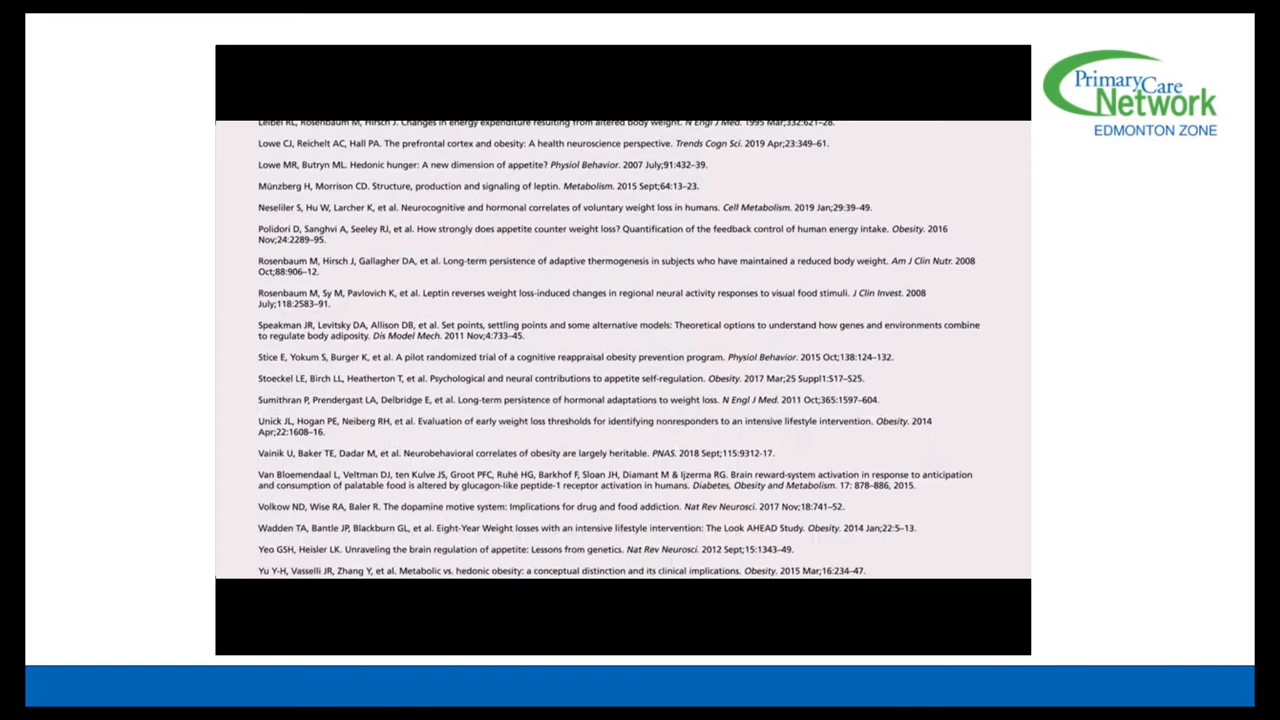 Leibel RL, Rosenbaum M, Hirsch J. Changes in energy expenditure resulting from altered body weight. N Engl J Med. 1995 Mar;332:621–28.
Lowe CJ, Reichelt AC, Hall PA. The prefrontal cortex and obesity: A health neuroscience perspective. Trends Cogn Sci. 2019 Apr;23:349–61.
Lowe MR, Butryn ML. Hedonic hunger: A new dimension of appetite? Physiol Behavior. 2007 July;91:432–39.
Münzberg H, Morrison CD. Structure, production and signaling of leptin. Metabolism. 2015 Sept;64:13–23.
Neseliler S, Hu W, Larcher K, et al. Neurocognitive and hormonal correlates of voluntary weight loss in humans. Cell Metabolism. 2019 Jan;29:39–49.
Polidori D, Sanghvi A, Seeley RJ, et al. How strongly does appetite counter weight loss? Quantification of the feedback control of human energy intake. Obesity. 2016
Nov;24:2289–95.
Rosenbaum M, Hirsch J, Gallagher DA, et al. Long-term persistence of adaptive thermogenesis in subjects who have maintained a reduced body weight. Am J Clin Nutr. 2008
Oct;88:906–12.
Rosenbaum M, Sy M, Pavlovich K, et al. Leptin reverses weight loss-induced changes in regional neural activity responses to visual food stimuli. J Clin Invest. 2008
July;118:2583–91.
Speakman JR, Levitsky DA, Allison DB, et al. Set points, settling points and some alternative models: Theoretical options to understand how genes and environments combine
to regulate body adiposity. Dis Model Mech. 2011 Nov;4:733–45.
Stice E, Yokum S, Burger K, et al. A pilot randomized trial of a cognitive reappraisal obesity prevention program. Physiol Behavior. 2015 Oct;138:124–132.
Stoeckel LE, Birch LL, Heatherton T, et al. Psychological and neural contributions to appetite self-regulation. Obesity. 2017 Mar;25 Suppl1:S17–S25.
Sumithran P, Prendergast LA, Delbridge E, et al. Long-term persistence of hormonal adaptations to weight loss. N Engl J Med. 2011 Oct;365:1597–604.
Unick JL, Hogan PE, Neiberg RH, et al. Evaluation of early weight loss thresholds for identifying nonresponders to an intensive lifestyle intervention. Obesity. 2014
Apr;22:1608–16.
Vainik U, Baker TE, Dadar M, et al. Neurobehavioral correlates of obesity are largely heritable. PNAS. 2018 Sept;115:9312-17.
Van Bloemendaal L, Veltman DJ, ten Kulve JS, Groot PFC, Ruhé HG, Barkhof F, Sloan JH, Diamant M & Ijzerma RG. Brain reward-system activation in response to anticipation
and consumption of palatable food is altered by glucagon-like peptide-1 receptor activation in humans. Diabetes, Obesity and Metabolism. 17: 878–886, 2015.
Volkow ND, Wise RA, Baler R. The dopamine motive system: Implications for drug and food addiction. Nat Rev Neurosci. 2017 Nov;18:741–52.
Wadden TA, Bantle JP, Blackburn GL, et al. Eight-Year Weight losses with an intensive lifestyle intervention: The Look AHEAD Study. Obesity. 2014 Jan;22:5–13.
Yeo GSH, Heisler LK. Unraveling the brain regulation of appetite: Lessons from genetics. Nat Rev Neurosci. 2012 Sept;15:1343–49.
Yu Y-H, Vasselli JR, Zhang Y, et al. Metabolic vs. hedonic obesity: a conceptual distinction and its clinical implications. Obesity. 2015 Mar;16:234–47.
PrimaryCare
Network
EDMONTON ZONE